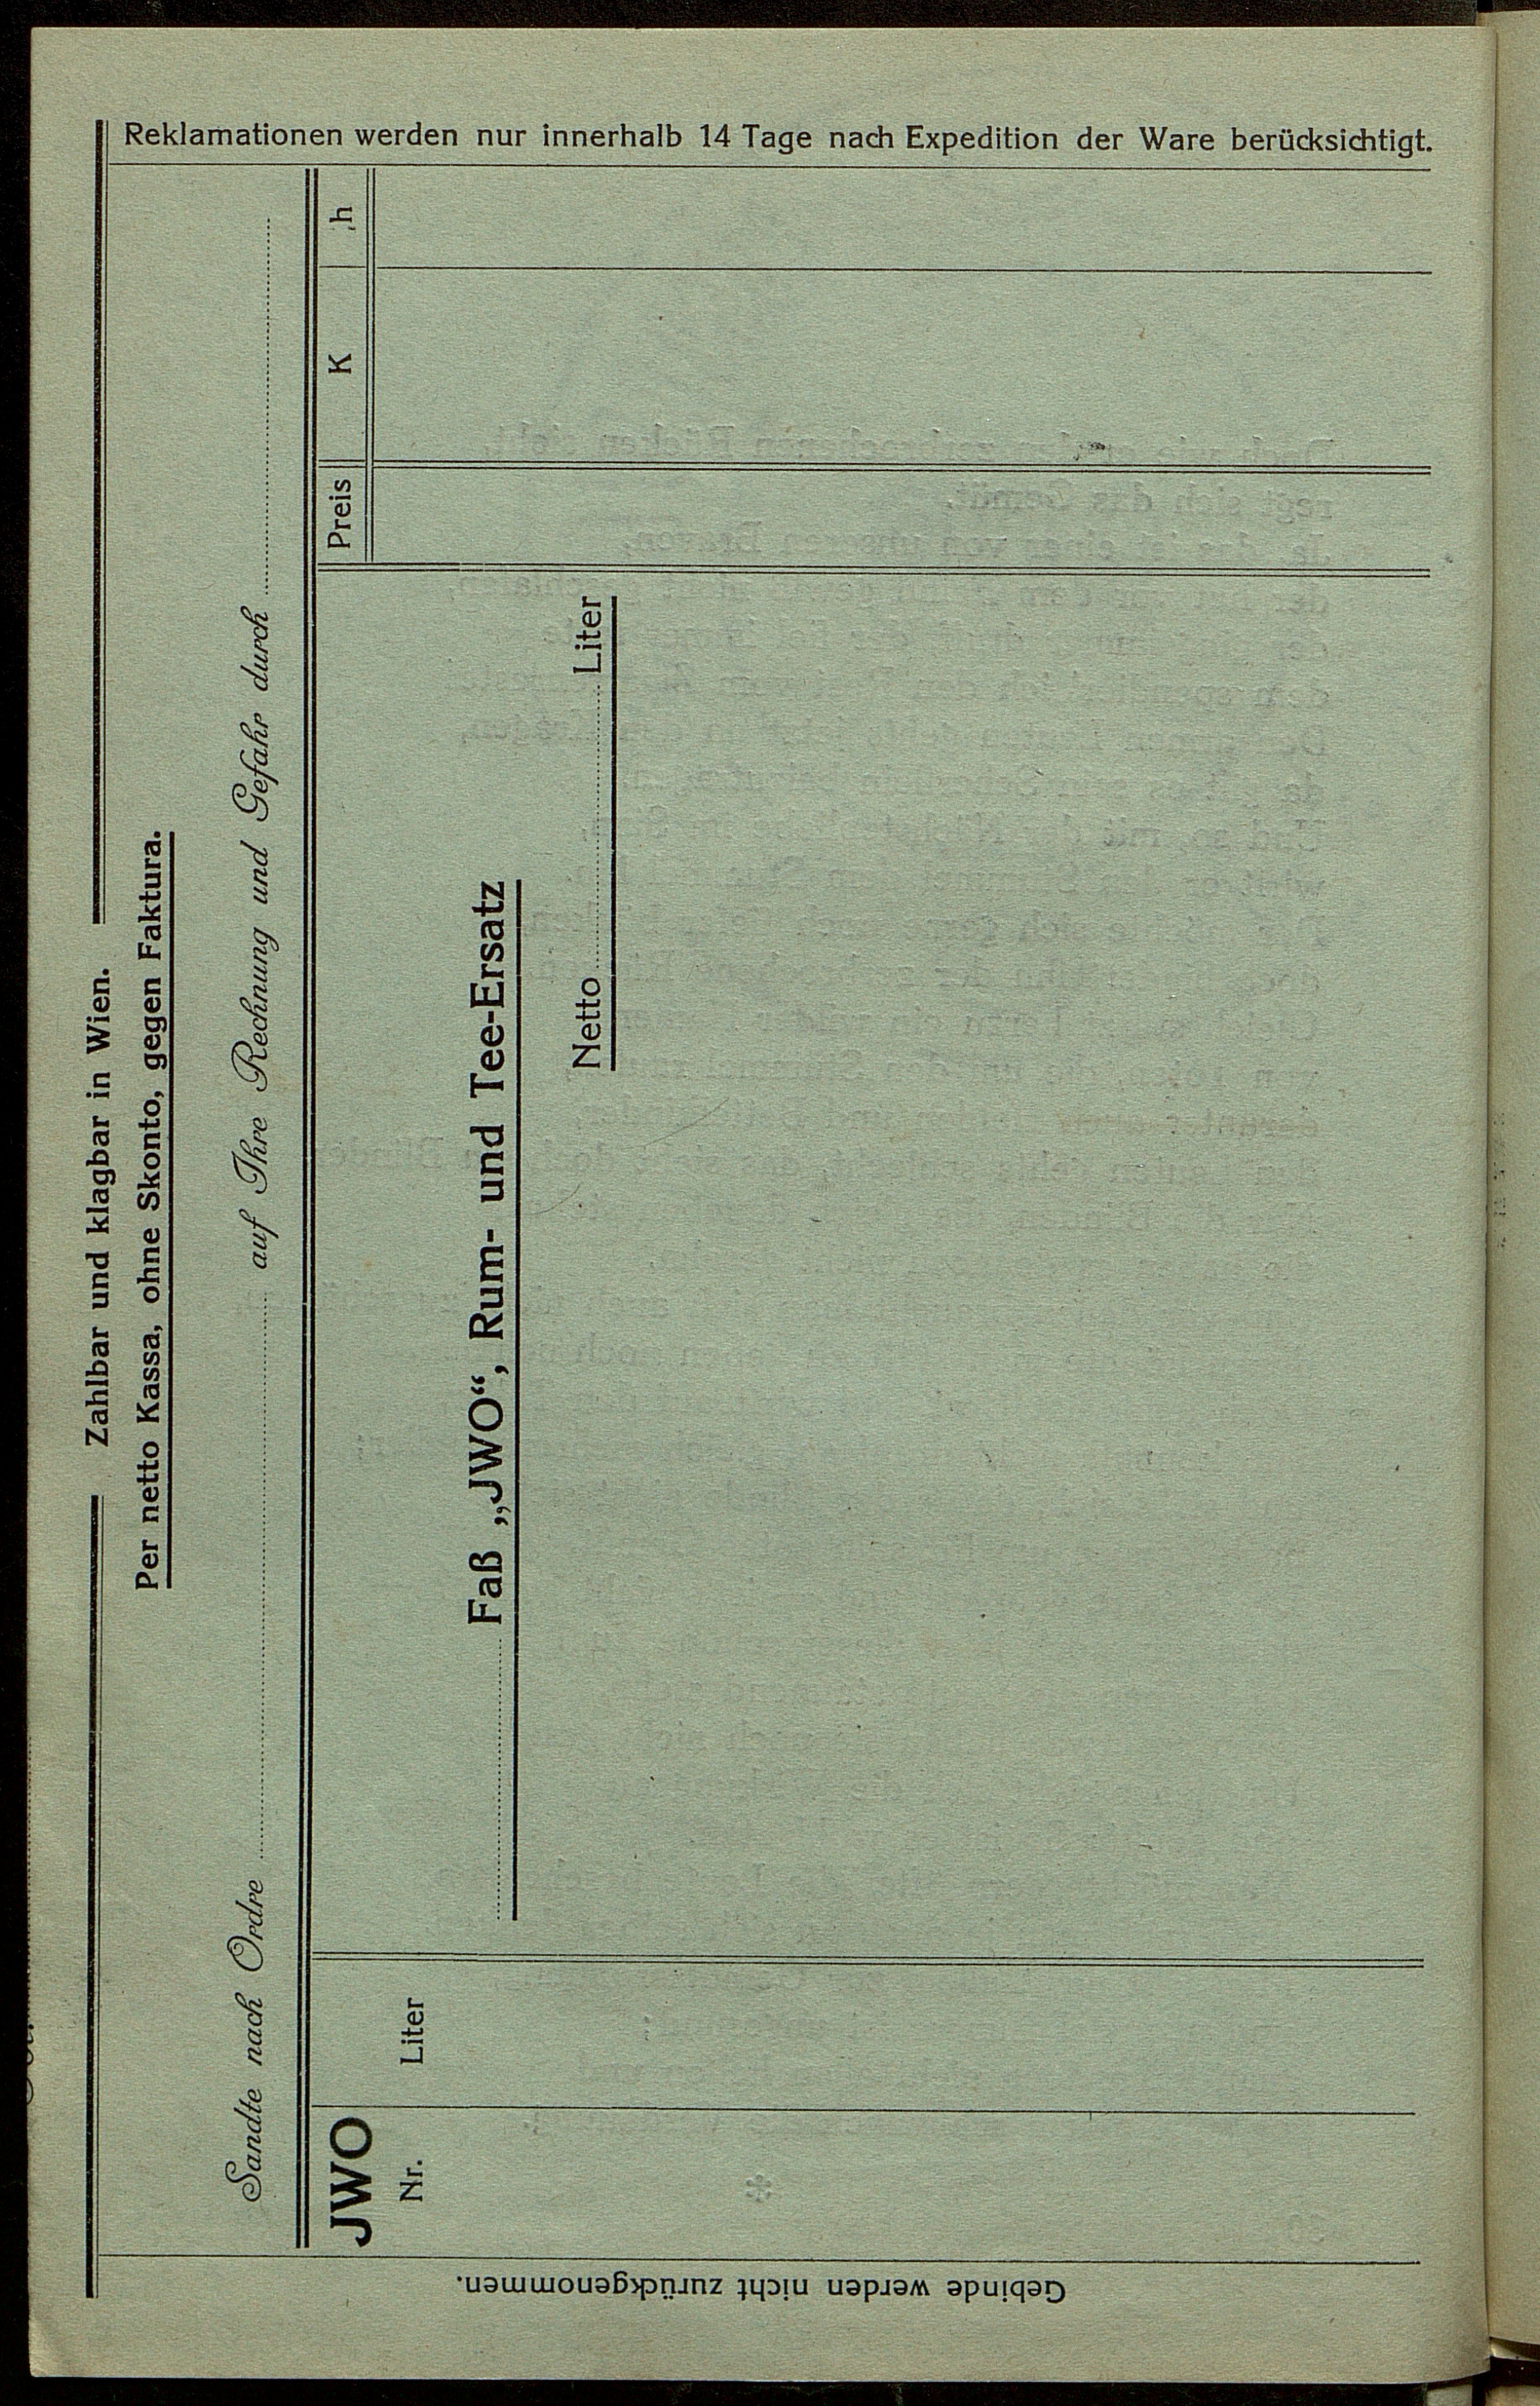 Zahlbar und klagbar in Wien.
Per netto Kassa, ohne Skonto, gegen Faktura.
Sandte nach Ordre auf Ihre Rechnung und Gefahr durch
JWO
Nr. Liter
Preis K h
Faß „JWO“, Rum- und Tee-Ersatz
Netto Liter
Reklamationen werden nur innerhalb 14 Tage nach Expedition der Ware berücksichtigt.
Gebinde werden nicht zurückgenommen.